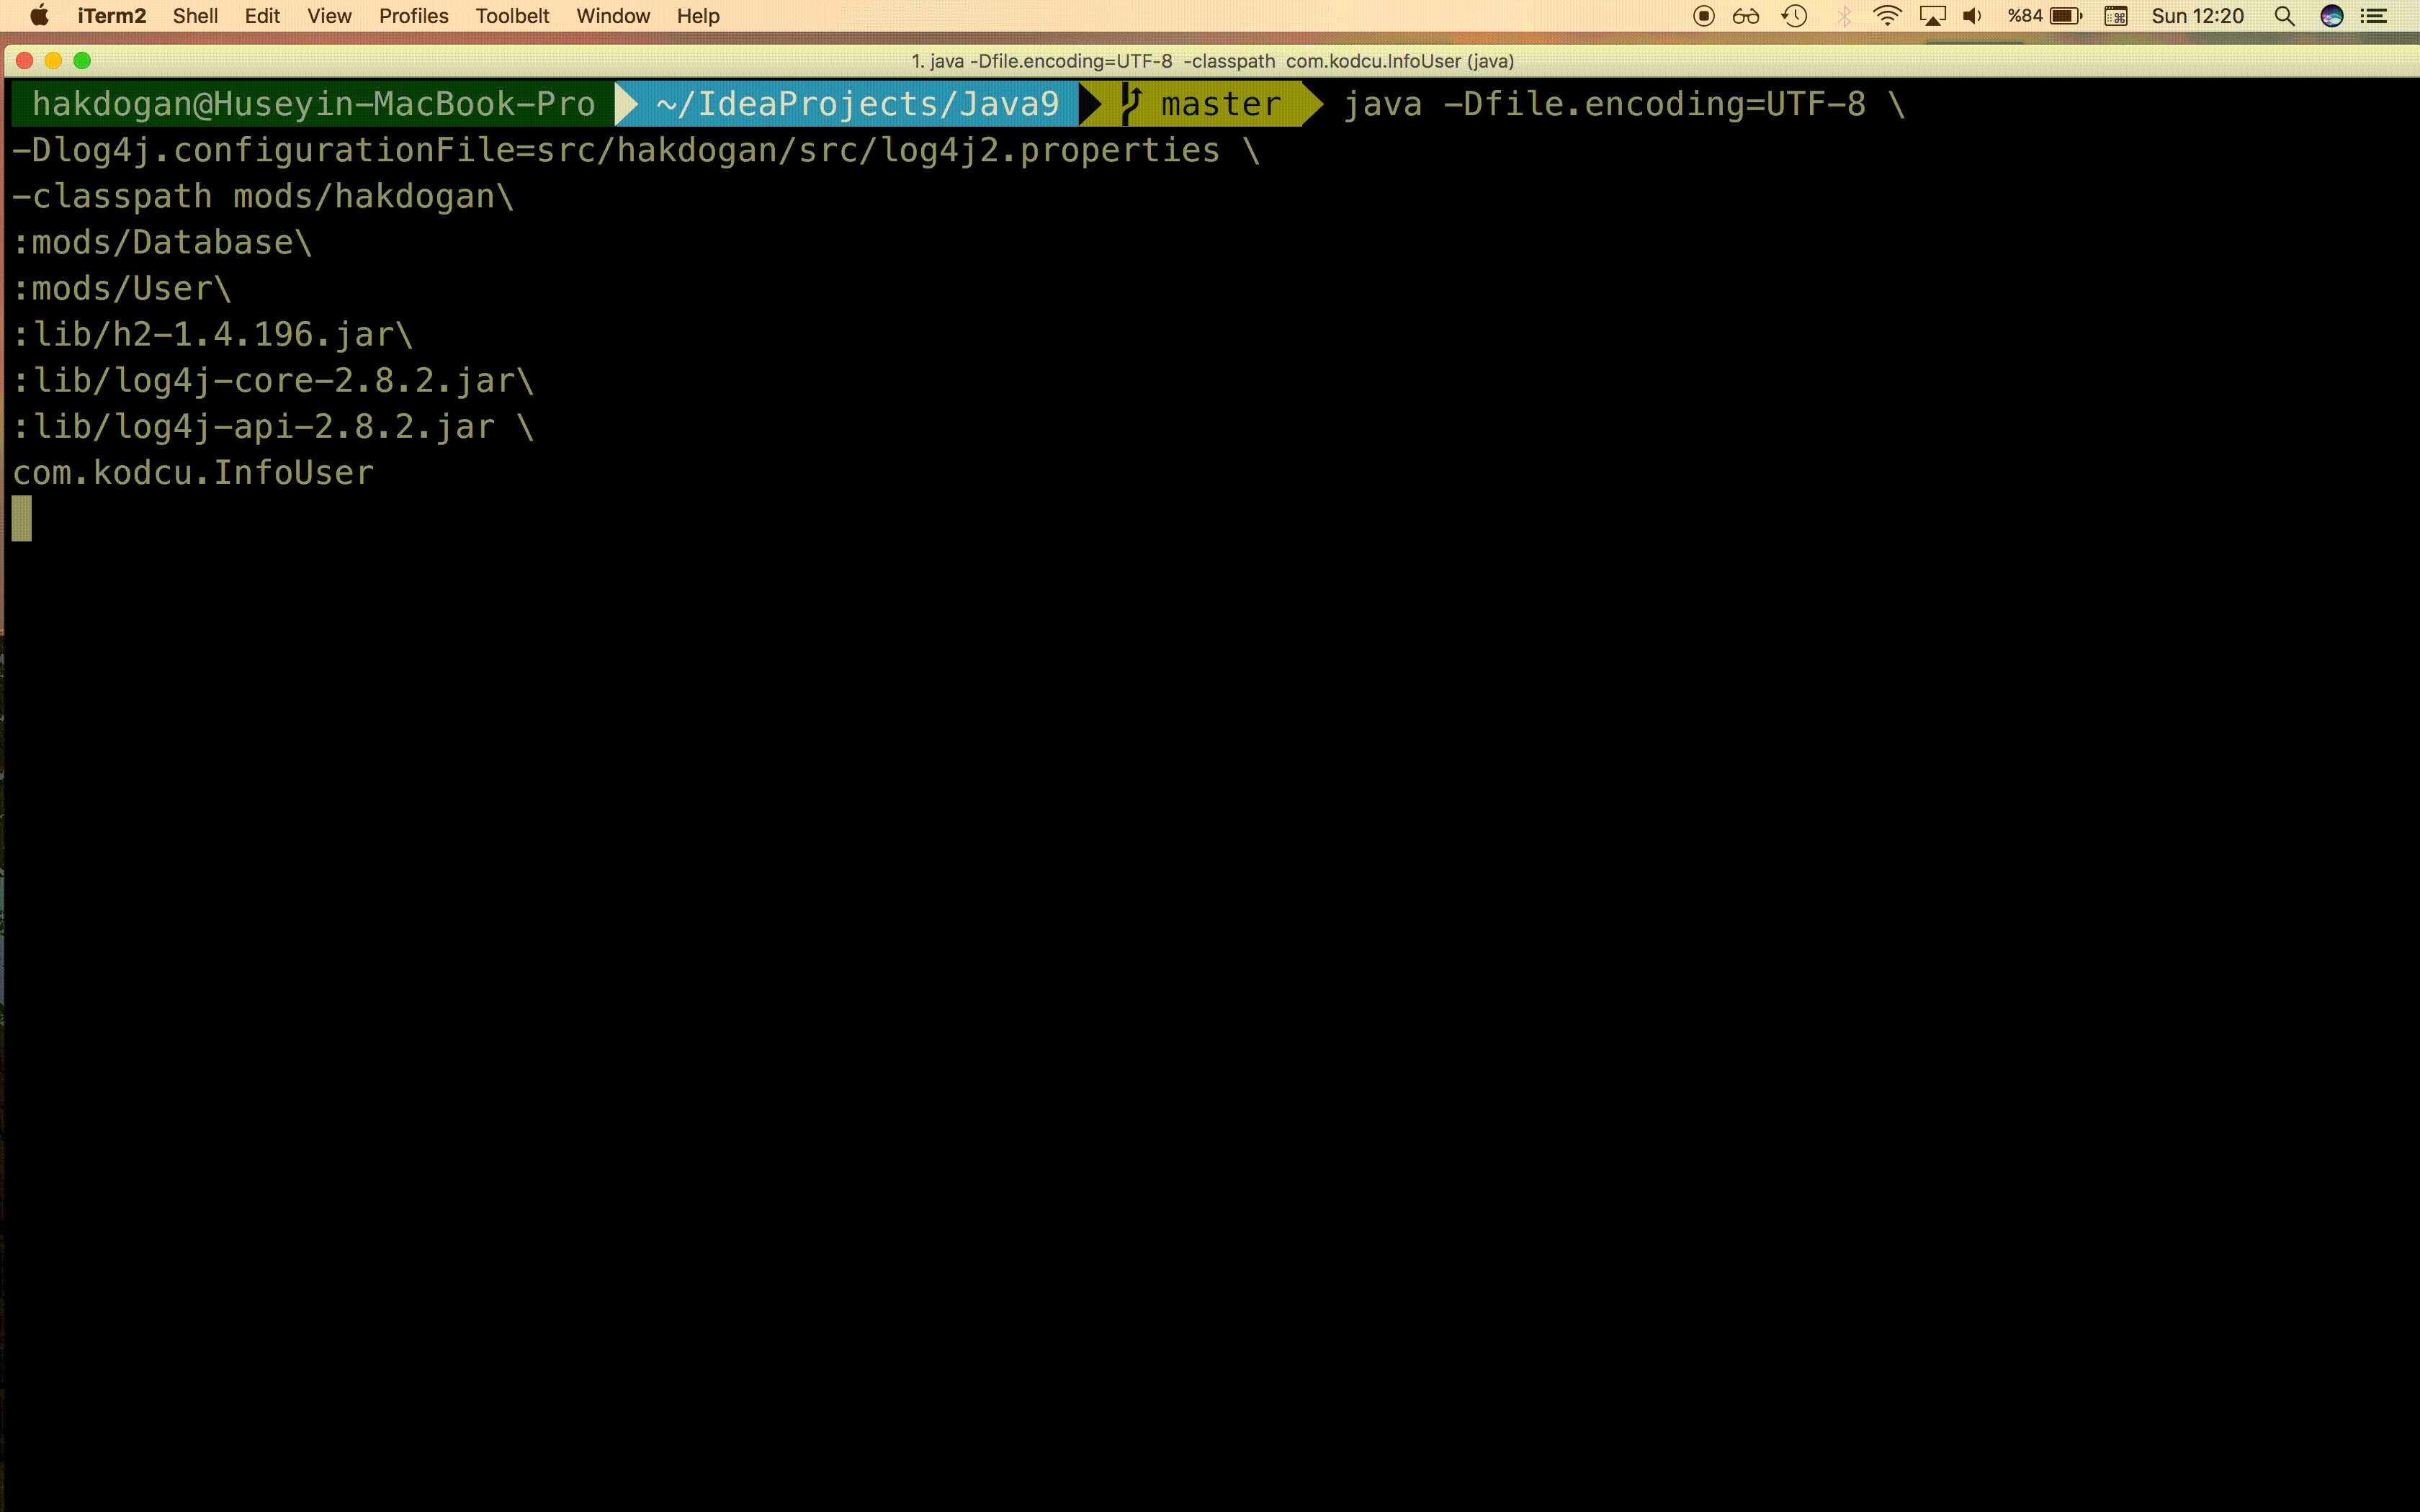 iTerm2 Shell Edit View Profiles Toolbelt Window Help %84 Sun 12:20
1. java -Dfile.encoding=UTF-8 -classpath com.kodcu.InfoUser (java)
hakdogan@Huseyin-MacBook-Pro ~/IdeaProjects/Java9 master java -Dfile.encoding=UTF-8 \
-Dlog4j.configurationFile=src/hakdogan/src/log4j2.properties \
-classpath mods/hakdogan\
:mods/Database\
:mods/User\
:lib/h2-1.4.196.jar\
:lib/log4j-core-2.8.2.jar\
:lib/log4j-api-2.8.2.jar \
com.kodcu.InfoUser